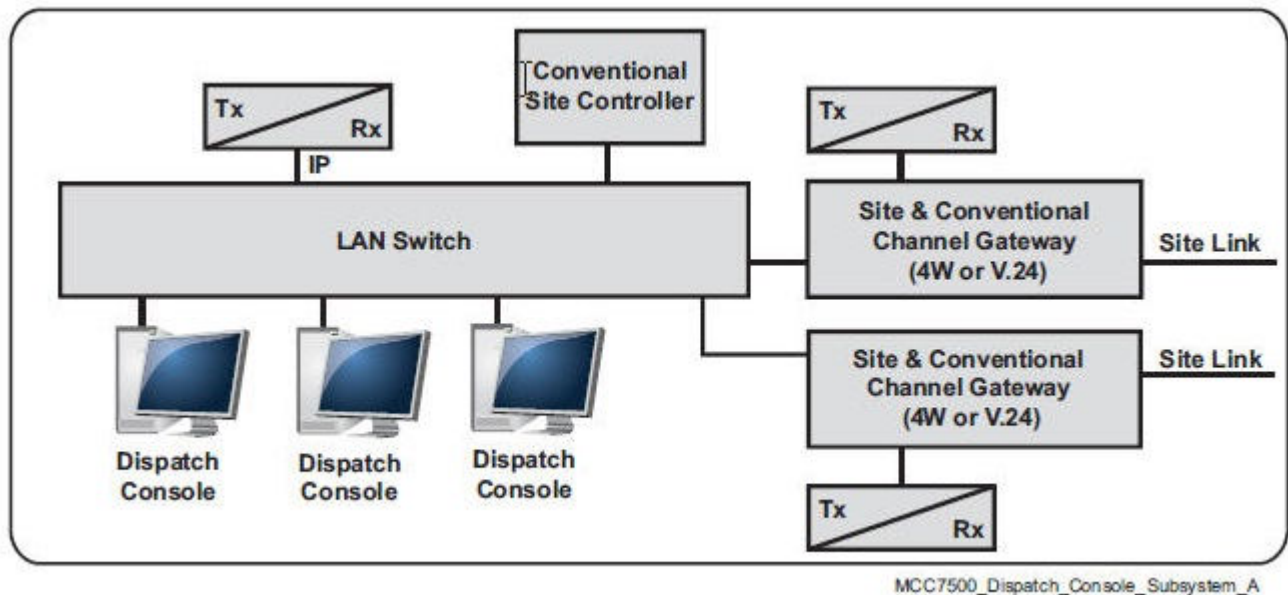 Conventional
Site Controller
Tx
Rx
IP
Tx
Rx
LAN Switch
Site & Conventional
Channel Gateway
(4W or V.24)
Site Link
Site & Conventional
Channel Gateway
(4W or V.24)
Site Link
Dispatch
Console
Dispatch
Console
Dispatch
Console
Tx
Rx
MCC7500_Dispatch_Console_Subsystem_A